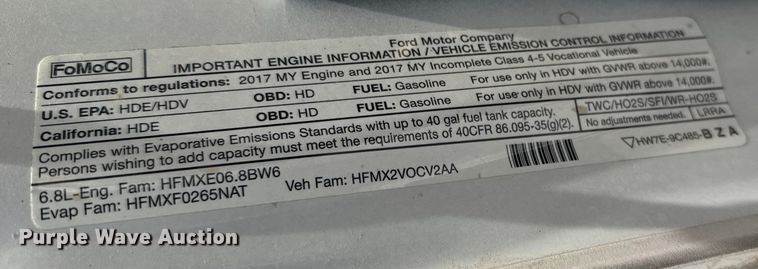 FoMoCo
Ford Motor Company
IMPORTANT ENGINE INFORMATION / VEHICLE EMISSION CONTROL INFORMATION
Conforms to regulations: 2017 MY Engine and 2017 MY Incomplete Class 4-5 Vocational Vehicle
U.S. EPA: HDE/HDV OBD: HD FUEL: Gasoline For use only in HDV with GVWR above 14,000#.
California: HDE OBD: HD FUEL: Gasoline For use only in HDV with GVWR above 14,000#.
Complies with Evaporative Emissions Standards with up to 40 gal fuel tank capacity.
Persons wishing to add capacity must meet the requirements of 40CFR 86.095-35(g)(2).
TWC/HO2S/SFI/WR-HO2S
No adjustments needed. LRRA
6.8L-Eng. Fam: HFMXE06.8BW6 Veh Fam: HFMX2VOCV2AA
Evap Fam: HFMXF0265NAT
HW7E-9C485-B Z A
Purple Wave Auction